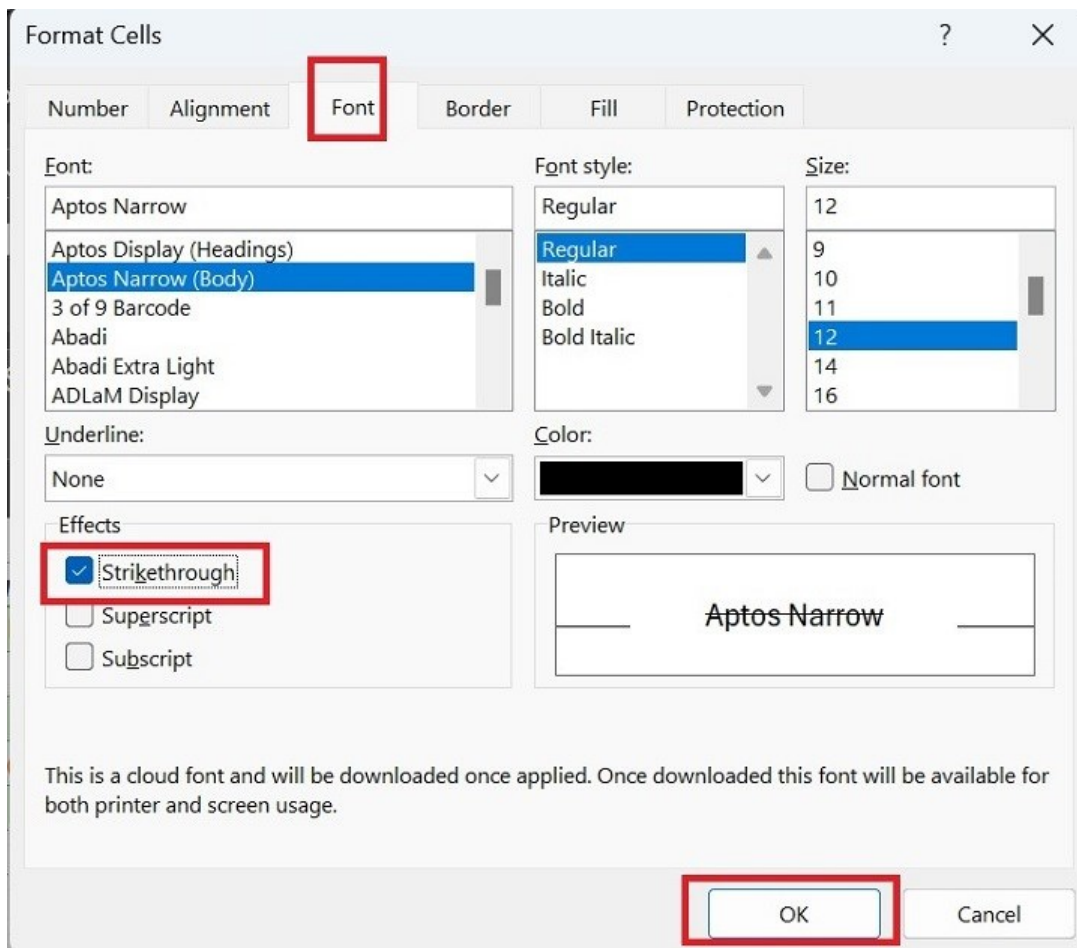 Format Cells
?
Number Alignment Font Border Fill Protection
Font: Font style: Size:
Aptos Narrow Regular 12
Aptos Display (Headings) Regular 9
Aptos Narrow (Body) Italic 10
3 of 9 Barcode Bold 11
Abadi Bold Italic 12
Abadi Extra Light 14
ADLaM Display 16
Underline: Color:
None Normal font
Effects Preview
Strikethrough
Superscript Aptos Narrow
Subscript
This is a cloud font and will be downloaded once applied. Once downloaded this font will be available for
both printer and screen usage.
OK Cancel